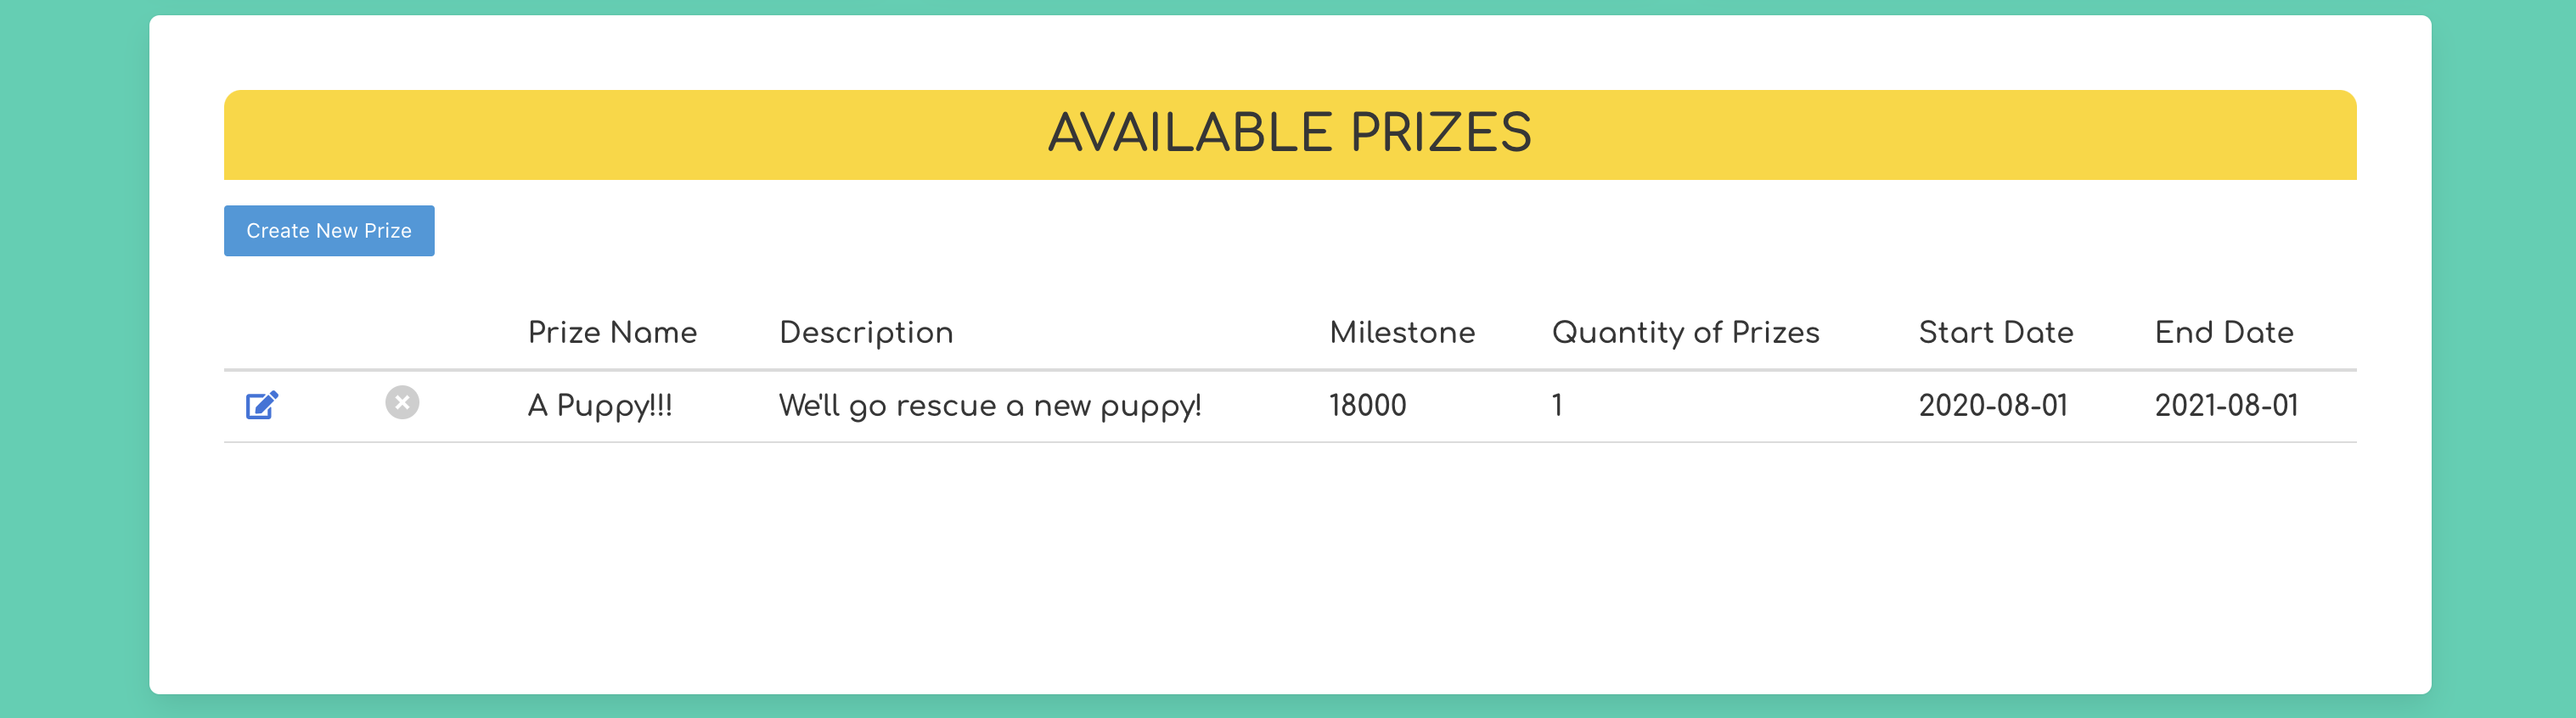 AVAILABLE PRIZES
Create New Prize
Prize Name Description Milestone Quantity of Prizes Start Date End Date
A Puppy!!! We'll go rescue a new puppy! 18000 1 2020-08-01 2021-08-01